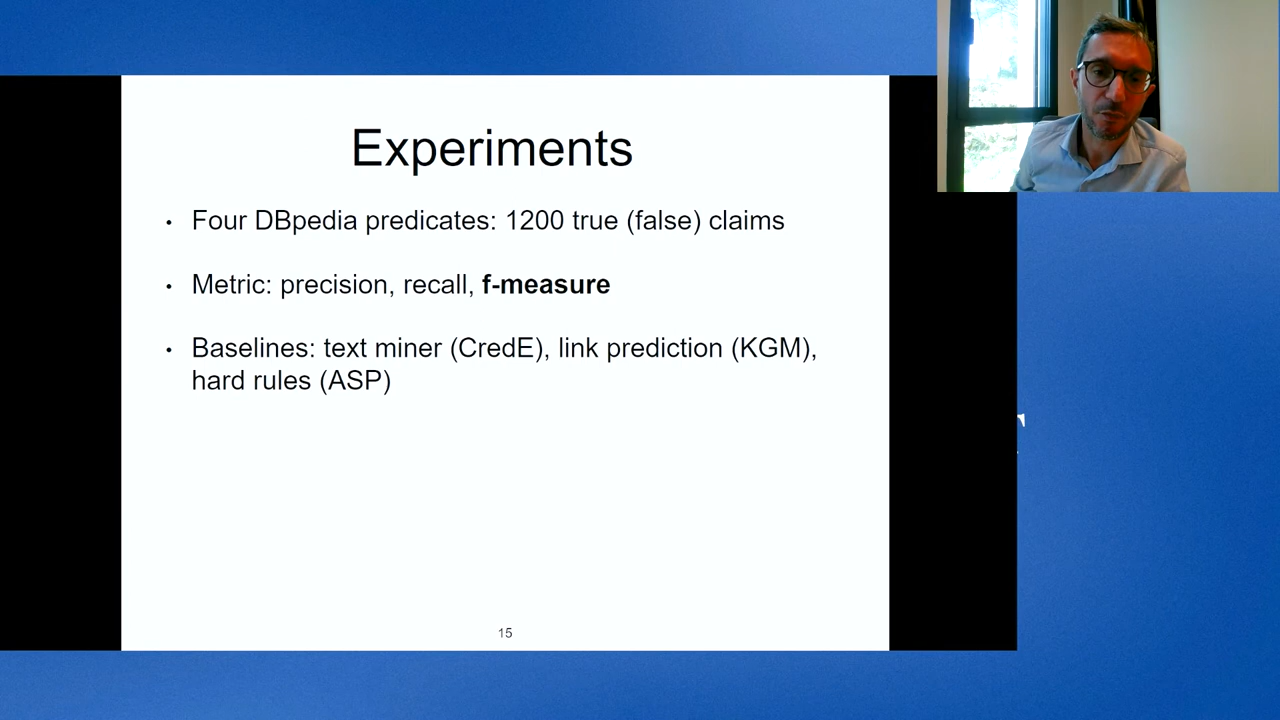 Experiments
• Four DBpedia predicates: 1200 true (false) claims
• Metric: precision, recall, f-measure
• Baselines: text miner (CredE), link prediction (KGM),
hard rules (ASP)
15